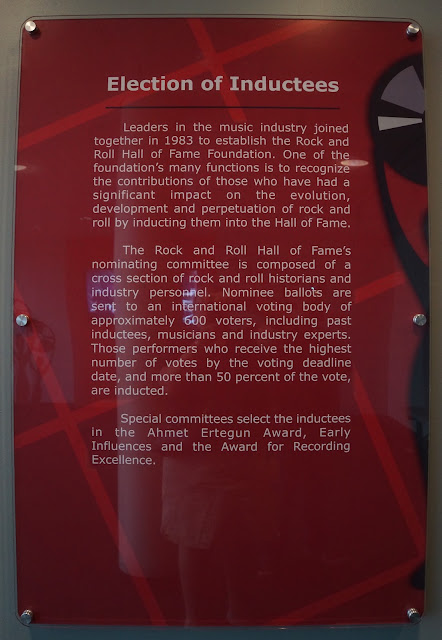 Election of Inductees
Leaders in the music industry joined
together in 1983 to establish the Rock and
Roll Hall of Fame Foundation. One of the
foundation's many functions is to recognize
the contributions of those who have had a
significant impact on the evolution,
development and perpetuation of rock and
roll by inducting them into the Hall of Fame.
The Rock and Roll Hall of Fame's
nominating committee is composed of a
cross section of rock and roll historians and
industry personnel. Nominee ballots are
sent to an international voting body of
approximately 600 voters, including past
inductees, musicians and industry experts.
Those performers who receive the highest
number of votes by the voting deadline
date, and more than 50 percent of the vote,
are inducted.
Special committees select the inductees
in the Ahmet Ertegun Award, Early
Influences and the Award for Recording
Excellence.